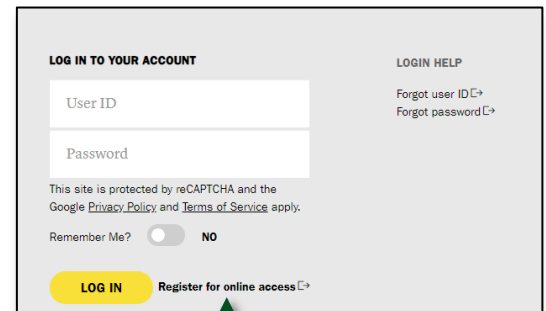 LOG IN TO YOUR ACCOUNT
User ID
Password
This site is protected by reCAPTCHA and the
Google Privacy Policy and Terms of Service apply.
Remember Me? NO
LOG IN Register for online access
LOGIN HELP
Forgot user ID
Forgot password